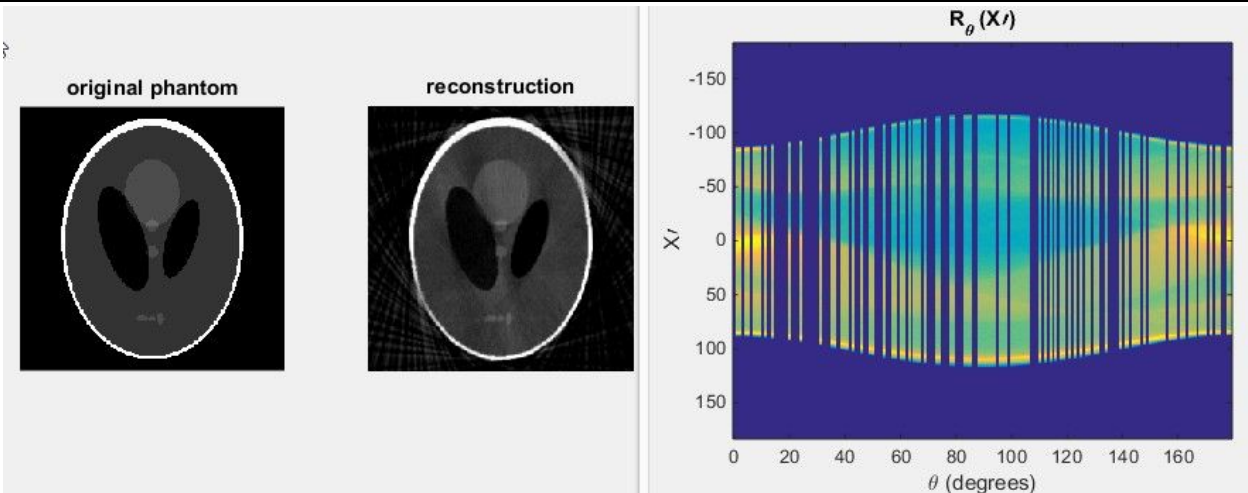 original phantom
reconstruction
R_θ (X′)
X′
-150
-100
-50
0
50
100
150
0 20 40 60 80 100 120 140 160
θ (degrees)